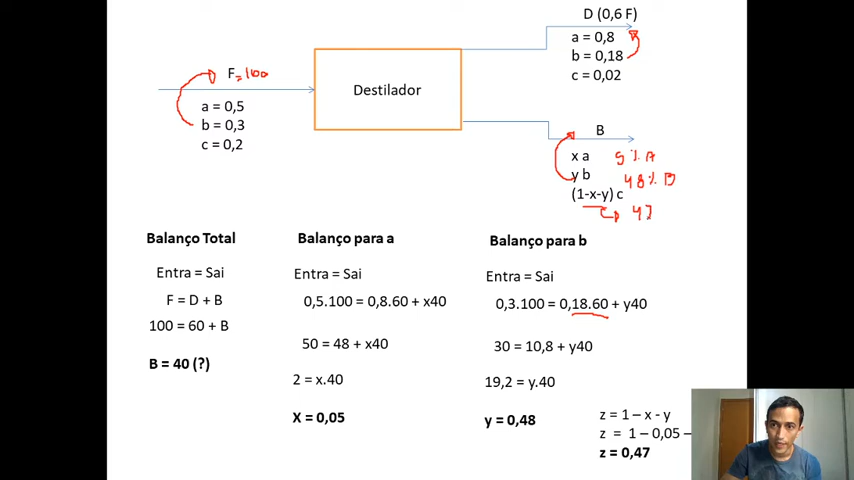 D (0,6 F)
a = 0,8
b = 0,18
c = 0,02
F = 100
a = 0,5
b = 0,3
c = 0,2
Destilador
B
x a 5 % A
y b 48 % B
(1-x-y) c 47
Balanço Total
Entra = Sai
F = D + B
100 = 60 + B
B = 40 (?)
Balanço para a
Entra = Sai
0,5.100 = 0,8.60 + x40
50 = 48 + x40
2 = x.40
X = 0,05
Balanço para b
Entra = Sai
0,3.100 = 0,18.60 + y40
30 = 10,8 + y40
19,2 = y.40
y = 0,48
z = 1 – x - y
z = 1 – 0,05 –
z = 0,47